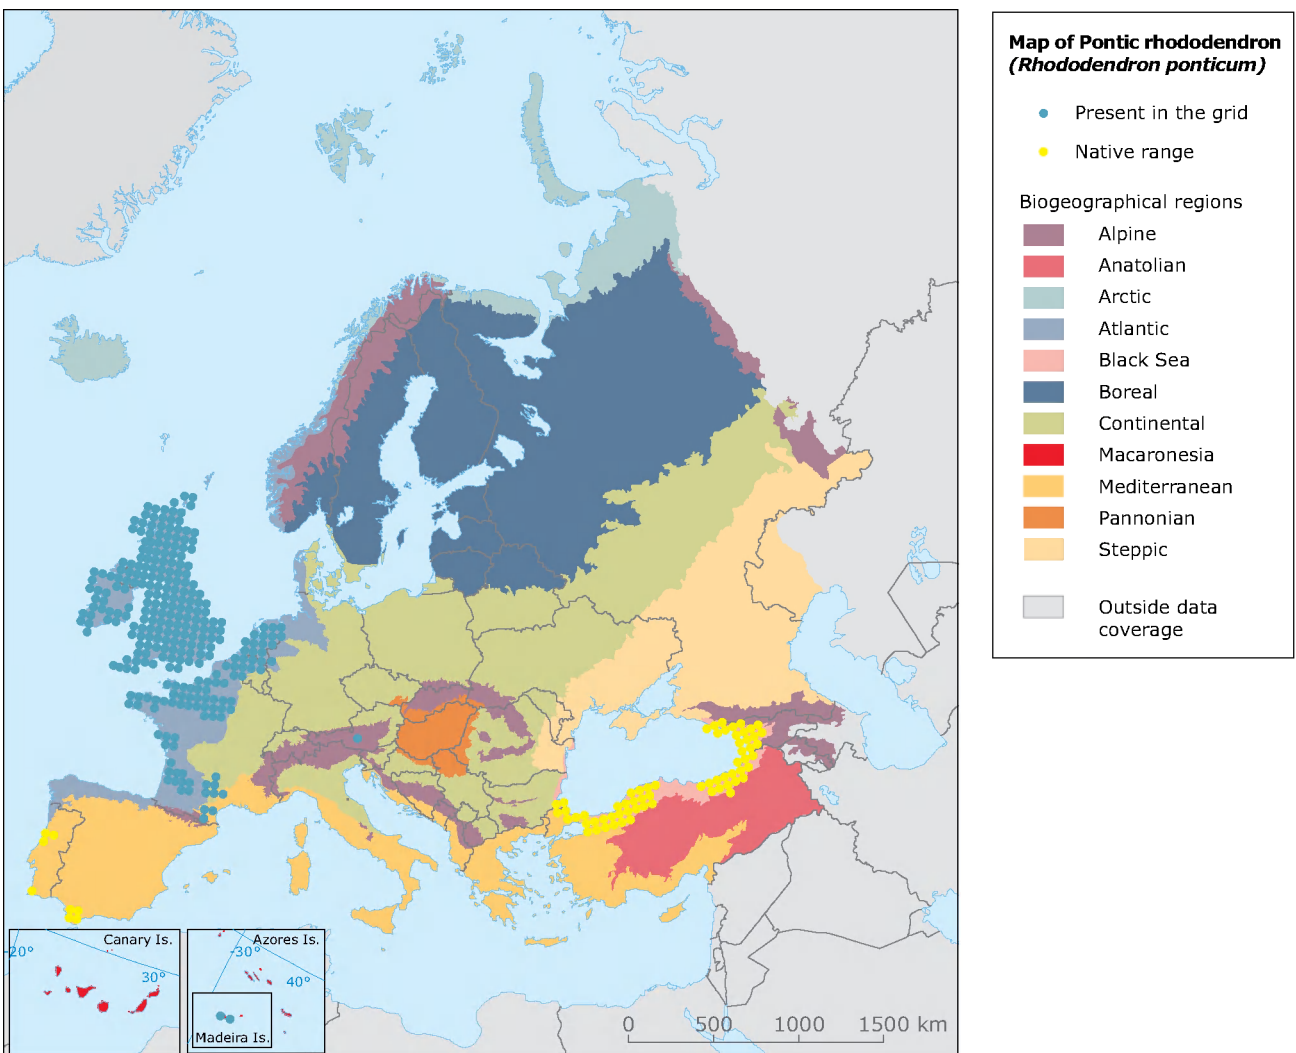 Map of Pontic rhododendron
(Rhododendron ponticum)
Present in the grid
Native range
Biogeographical regions
Alpine
Anatolian
Arctic
Atlantic
Black Sea
Boreal
Continental
Macaronesia
Mediterranean
Pannonian
Steppic
Outside data
coverage
Canary Is.
-20°
30°
Azores Is.
-30°
40°
Madeira Is.
0 500 1000 1500 km